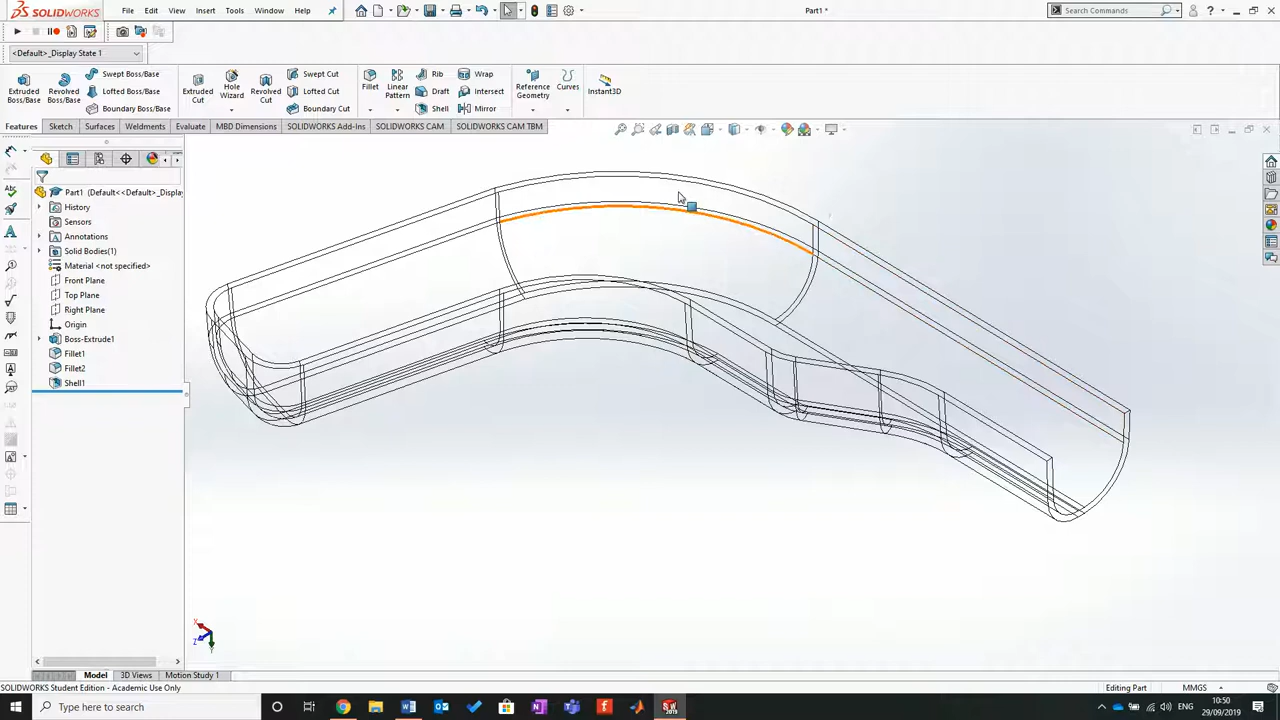 SOLIDWORKS
File Edit View Insert Tools Window Help
Part1 *
Search Commands
<Default>_Display State 1
Extruded Boss/Base
Revolved Boss/Base
Swept Boss/Base
Lofted Boss/Base
Boundary Boss/Base
Extruded Cut
Hole Wizard
Revolved Cut
Swept Cut
Lofted Cut
Boundary Cut
Fillet
Linear Pattern
Rib
Draft
Shell
Wrap
Intersect
Mirror
Reference Geometry
Curves
Instant3D
Features Sketch Surfaces Weldments Evaluate MBD Dimensions SOLIDWORKS Add-Ins SOLIDWORKS CAM SOLIDWORKS CAM TBM
Part1 (Default<<Default>_Display
History
Sensors
Annotations
Solid Bodies(1)
Material <not specified>
Front Plane
Top Plane
Right Plane
Origin
Boss-Extrude1
Fillet1
Fillet2
Shell1
X
Z
Y
Model 3D Views Motion Study 1
SOLIDWORKS Student Edition - Academic Use Only
Editing Part MMGS
Type here to search
ENG
10:50
29/09/2019